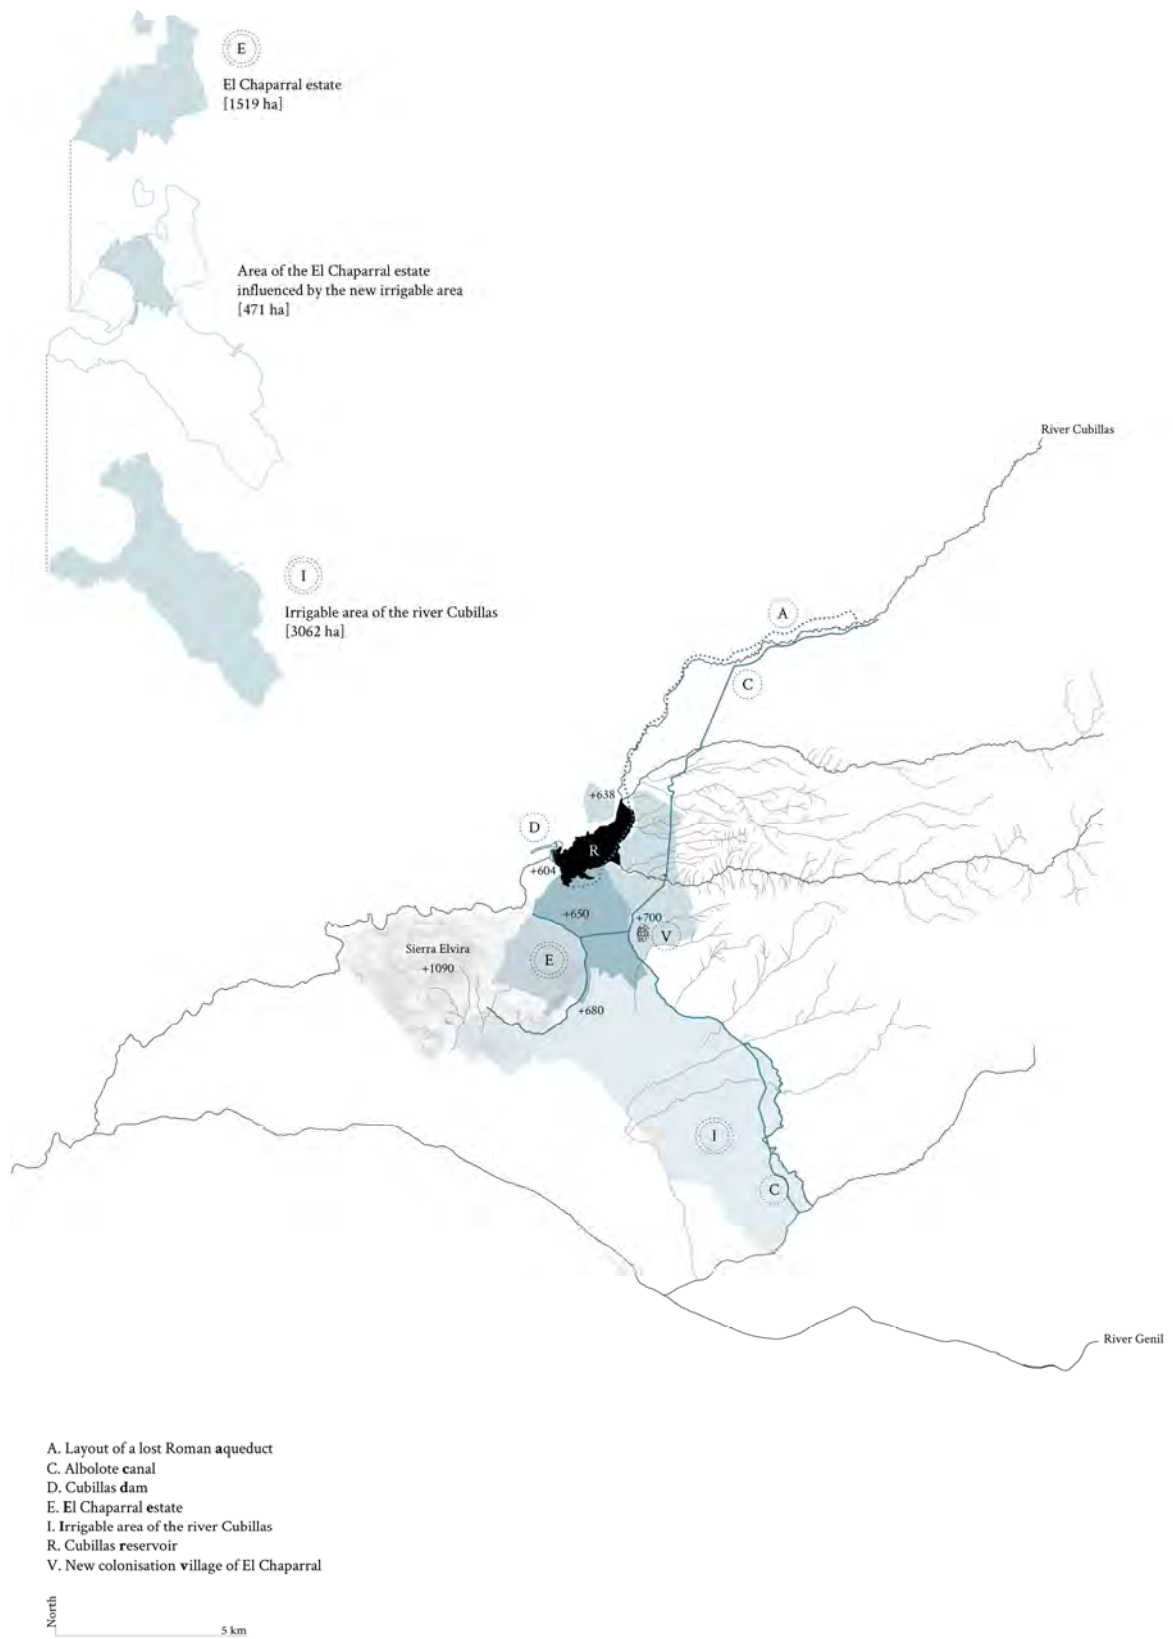 E
El Chaparral estate
[1519 ha]
Area of the El Chaparral estate
influenced by the new irrigable area
[471 ha]
I
Irrigable area of the river Cubillas
[3062 ha]
River Cubillas
A
C
+638
D
R
+604
+650
+700
V
Sierra Elvira
+1090
E
+680
I
C
River Genil
A. Layout of a lost Roman aqueduct
C. Albolote canal
D. Cubillas dam
E. El Chaparral estate
I. Irrigable area of the river Cubillas
R. Cubillas reservoir
V. New colonisation village of El Chaparral
North
5 km